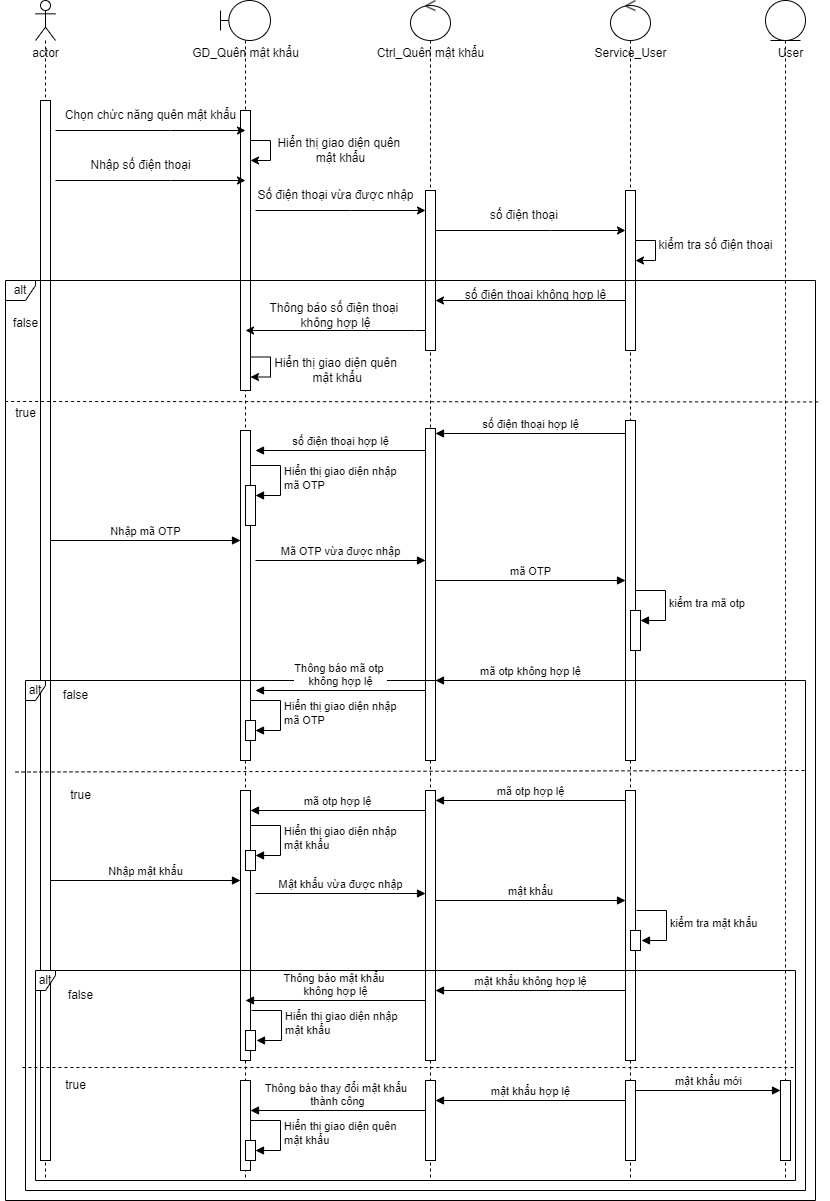 actor
GD_Quên mật khẩu
Ctrl_Quên mật khẩu
Service_User
User
Chọn chức năng quên mật khẩu
Hiển thị giao diện quên
mật khẩu
Nhập số điện thoại
Số điện thoại vừa được nhập
số điện thoại
kiểm tra số điện thoại
alt
số điện thoại không hợp lệ
Thông báo số điện thoại
không hợp lệ
false
Hiển thị giao diện quên
mật khẩu
true
số điện thoại hợp lệ
số điện thoại hợp lệ
Hiển thị giao diện nhập
mã OTP
Nhập mã OTP
Mã OTP vừa được nhập
mã OTP
kiểm tra mã otp
mã otp không hợp lệ
Thông báo mã otp
không hợp lệ
alt
false
Hiển thị giao diện nhập
mã OTP
true
mã otp hợp lệ
mã otp hợp lệ
Hiển thị giao diện nhập
mật khẩu
Nhập mật khẩu
Mật khẩu vừa được nhập
mật khẩu
kiểm tra mật khẩu
alt
Thông báo mật khẩu
không hợp lệ
mật khẩu không hợp lệ
false
Hiển thị giao diện nhập
mật khẩu
true
mật khẩu mới
Thông báo thay đổi mật khẩu
thành công
mật khẩu hợp lệ
Hiển thị giao diện quên
mật khẩu